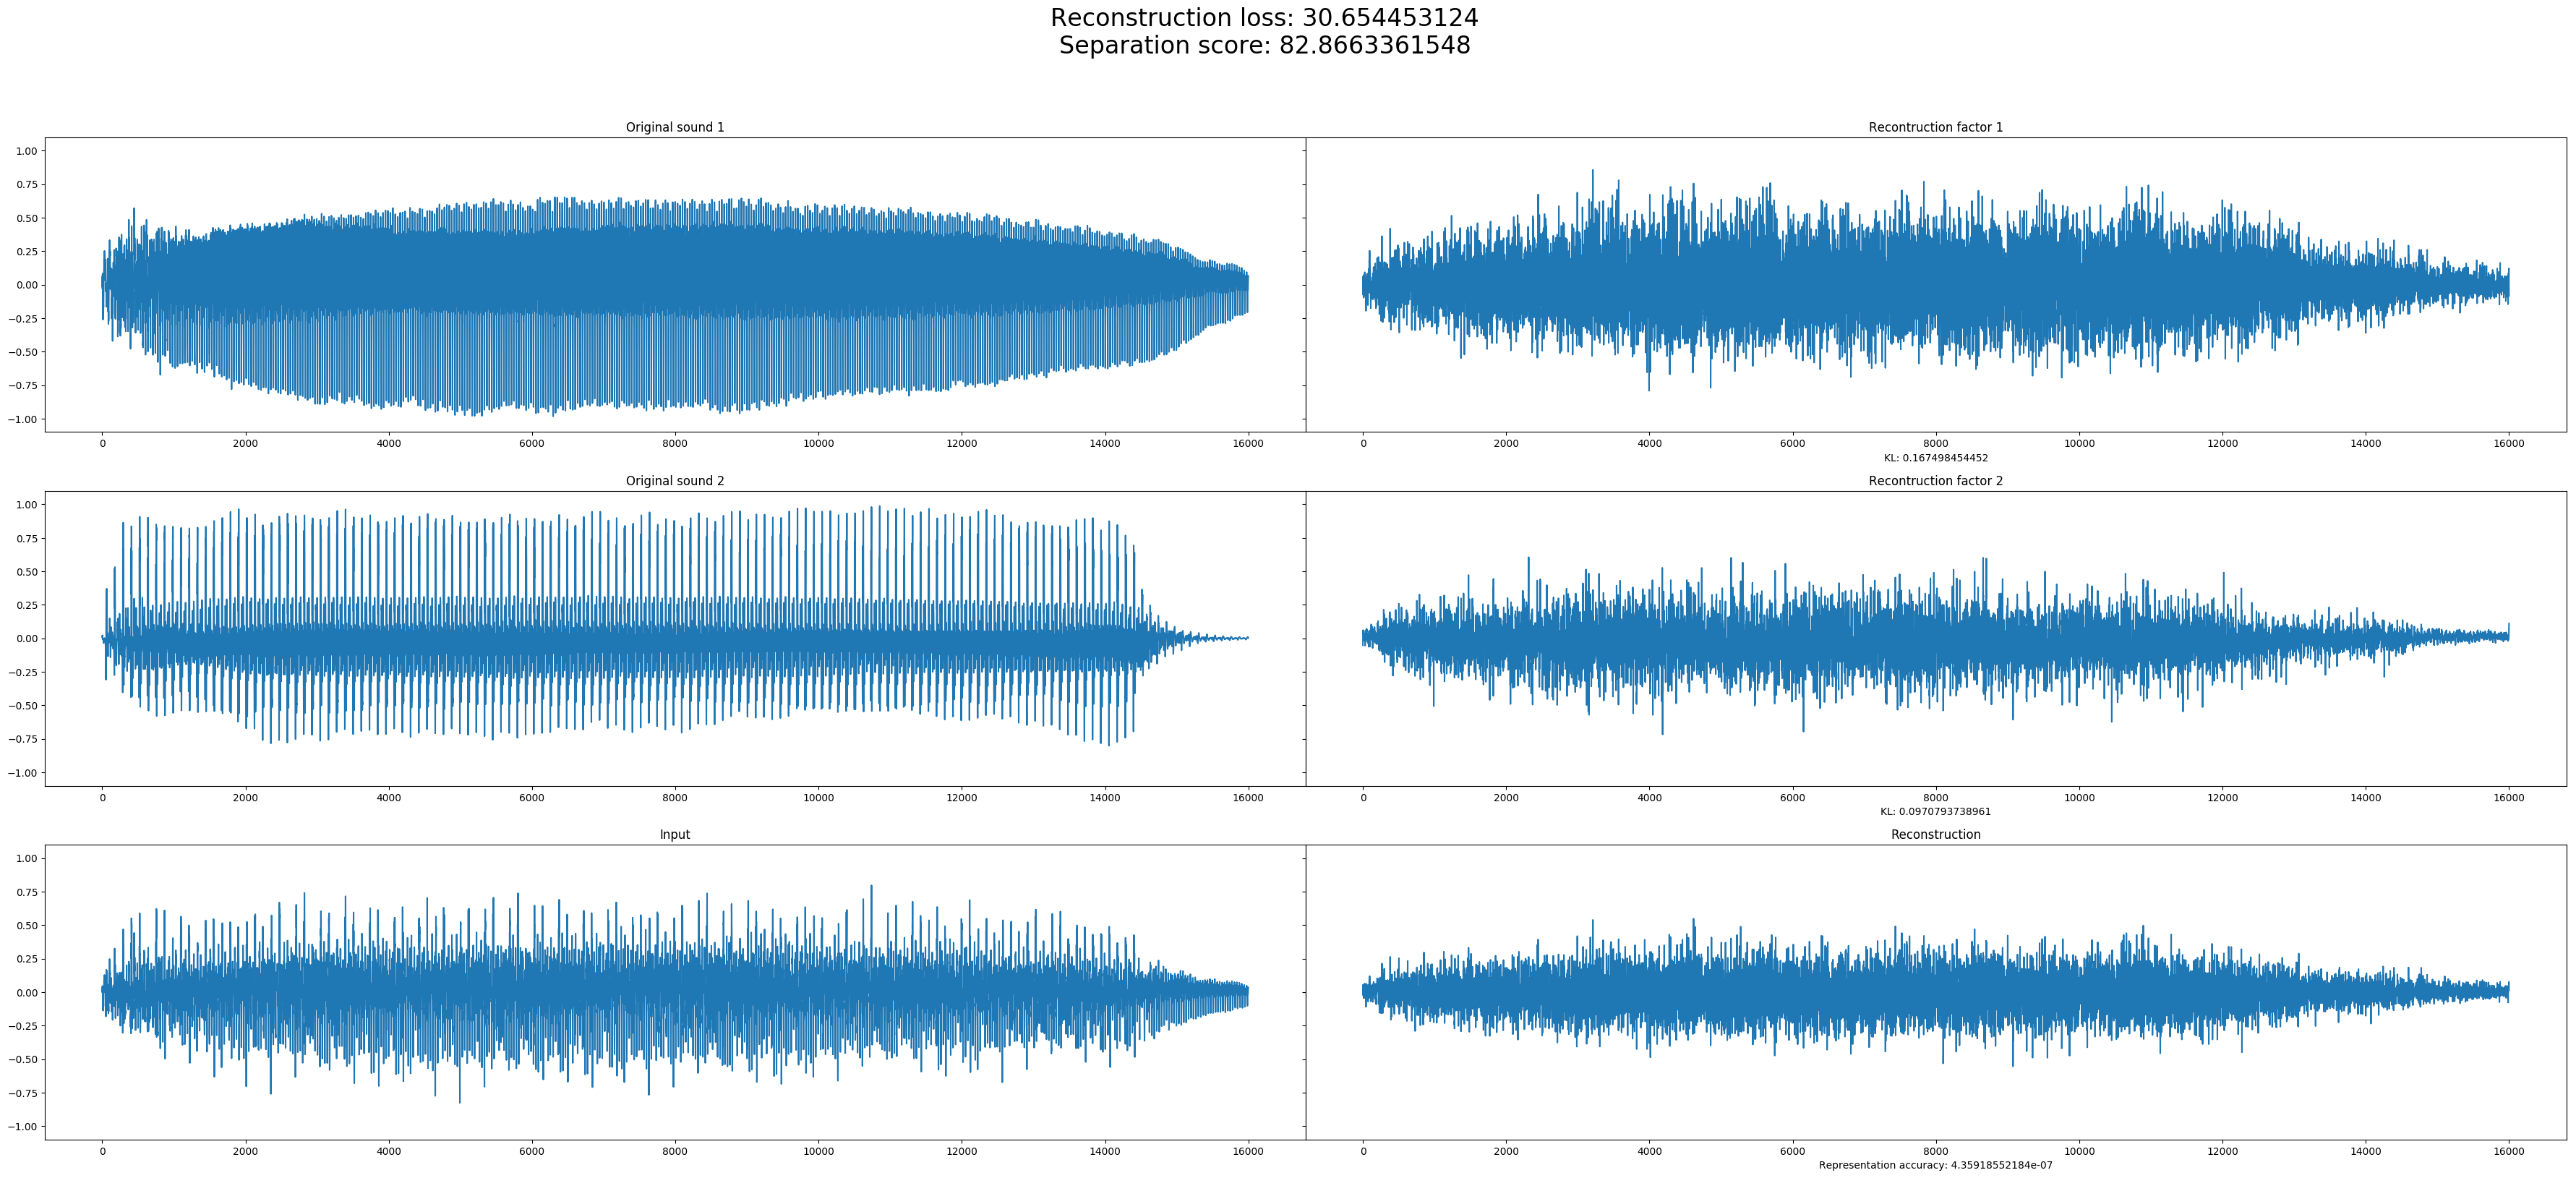 Reconstruction loss: 30.654453124
Separation score: 82.8663361548
Original sound 1
1.00
0.75
0.50
0.25
0.00
−0.25
−0.50
−0.75
−1.00
0 2000 4000 6000 8000 10000 12000 14000 16000
Recontruction factor 1
0 2000 4000 6000 8000 10000 12000 14000 16000
KL: 0.167498454452
Original sound 2
1.00
0.75
0.50
0.25
0.00
−0.25
−0.50
−0.75
−1.00
0 2000 4000 6000 8000 10000 12000 14000 16000
Recontruction factor 2
0 2000 4000 6000 8000 10000 12000 14000 16000
KL: 0.0970793738961
Input
1.00
0.75
0.50
0.25
0.00
−0.25
−0.50
−0.75
−1.00
0 2000 4000 6000 8000 10000 12000 14000 16000
Reconstruction
0 2000 4000 6000 8000 10000 12000 14000 16000
Representation accuracy: 4.35918552184e-07